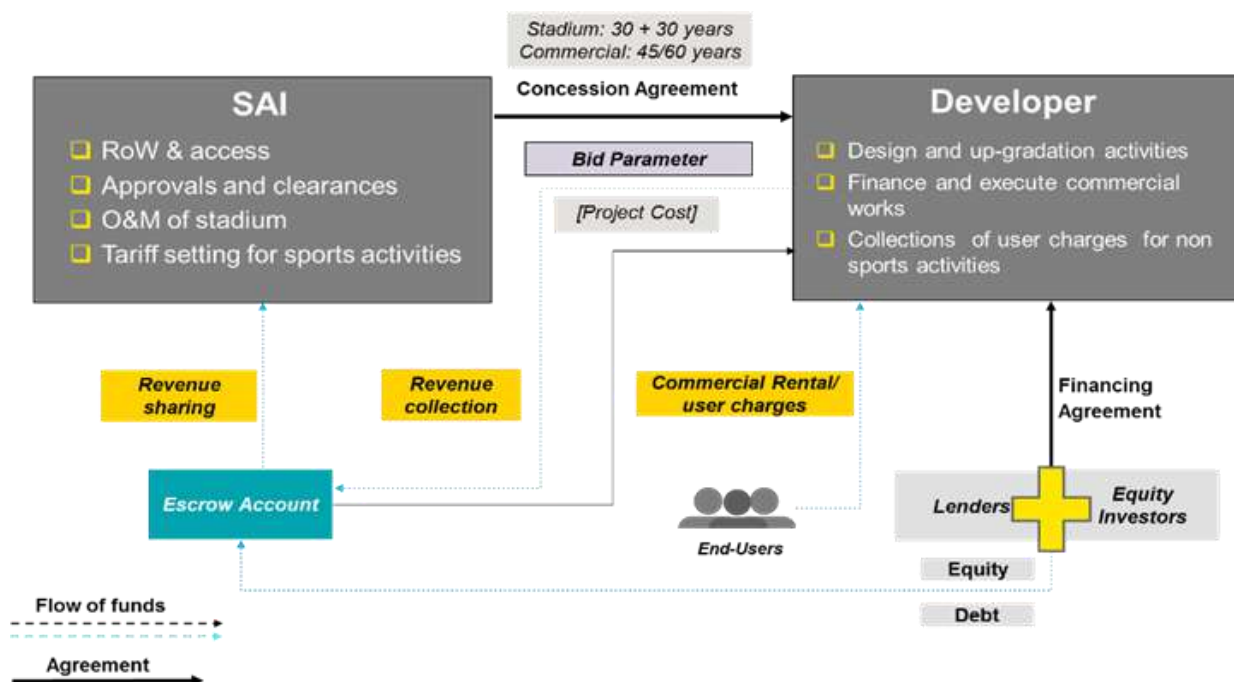 Stadium: 30 + 30 years
Commercial: 45/60 years
Concession Agreement
SAI
RoW & access
Approvals and clearances
O&M of stadium
Tariff setting for sports activities
Developer
Design and up-gradation activities
Finance and execute commercial
works
Collections of user charges for non
sports activities
Bid Parameter
[Project Cost]
Revenue
sharing
Revenue
collection
Commercial Rental/
user charges
Financing
Agreement
Escrow Account
End-Users
Lenders
Equity
Investors
Equity
Debt
Flow of funds
Agreement